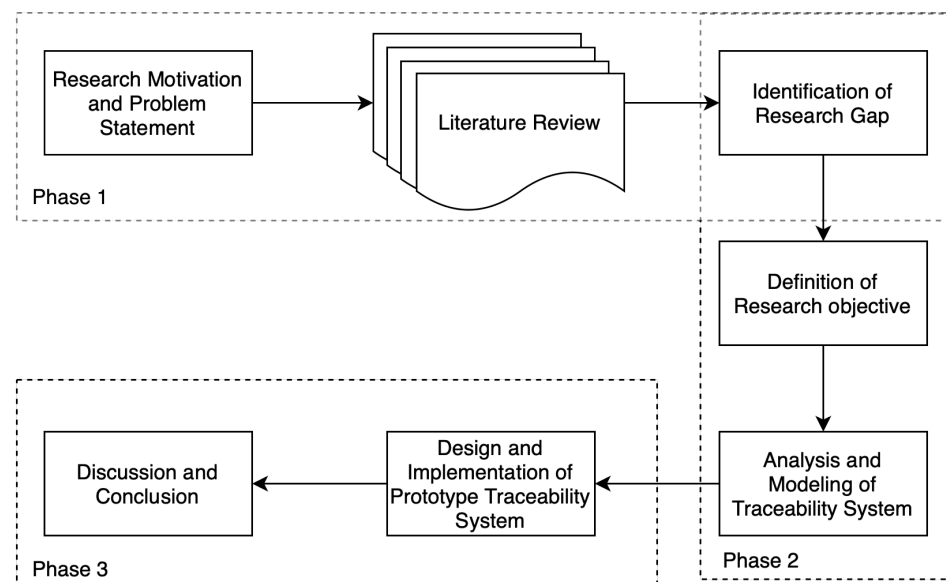 Research Motivation
and Problem
Statement
Literature Review
Identification of
Research Gap
Phase 1
Definition of
Research objective
Analysis and
Modeling of
Traceability System
Phase 2
Design and
Implementation of
Prototype Traceability
System
Discussion and
Conclusion
Phase 3